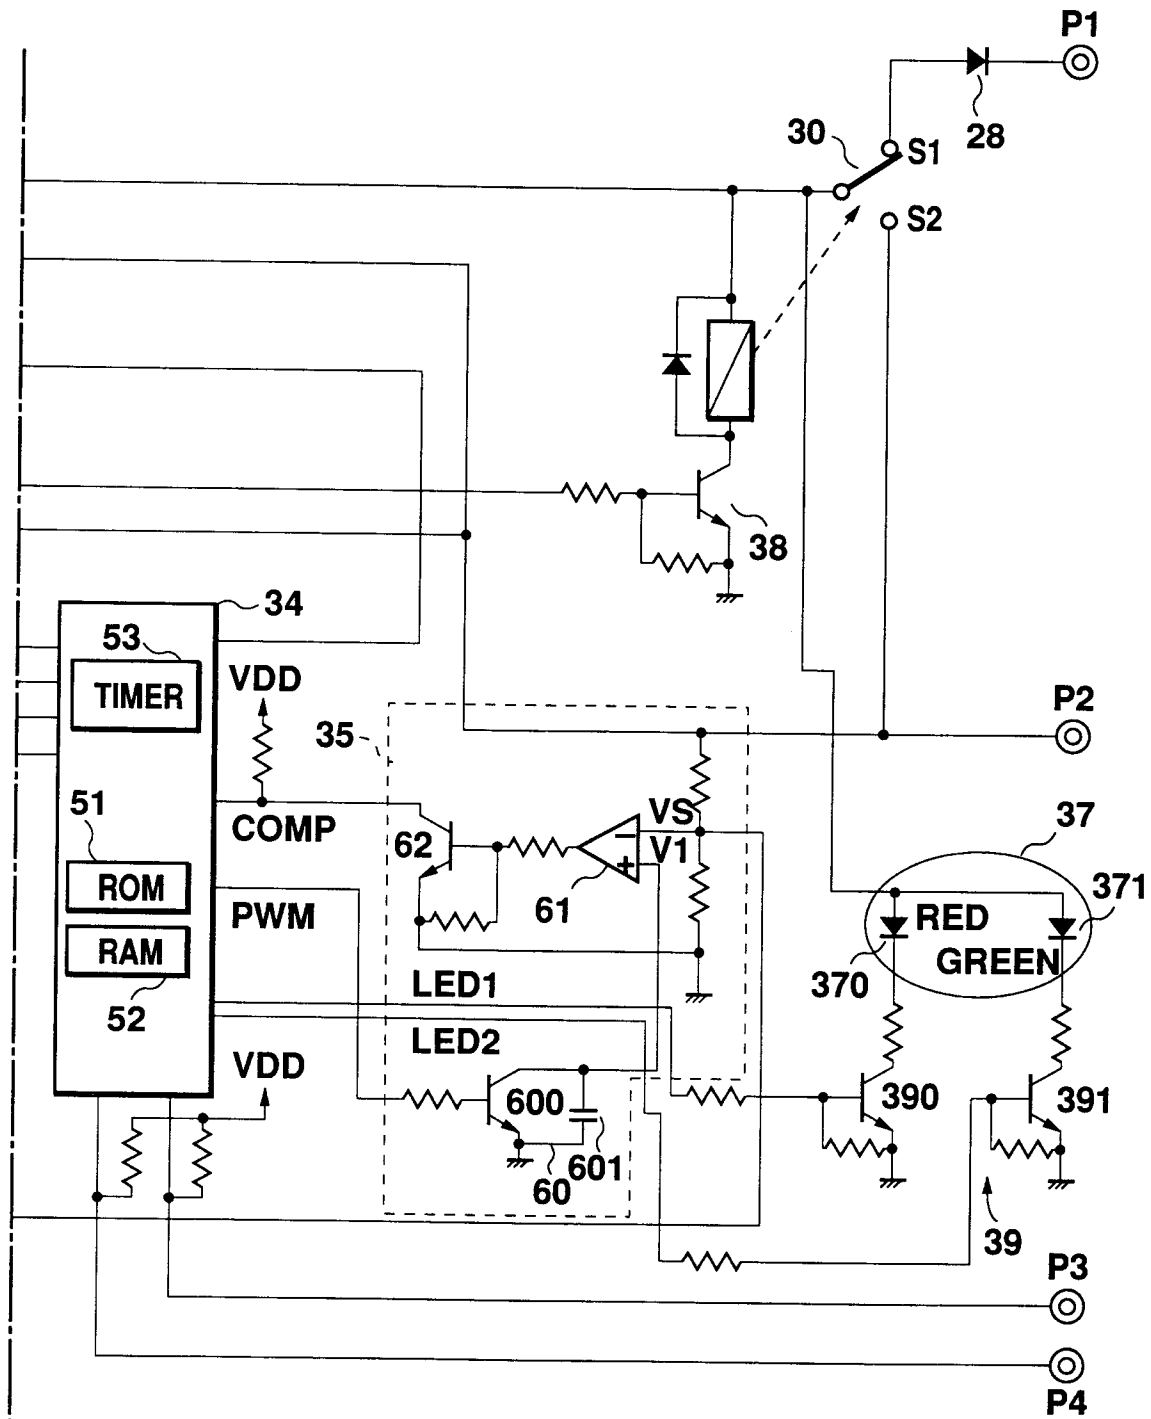 P1
28
30
S1
S2
38
34
53
TIMER
VDD
35
P2
51
COMP
62
VS
V1
61
37
371
ROM
PWM
RED
RAM
GREEN
370
52
LED1
LED2
VDD
600
390
391
601
60
39
P3
P4